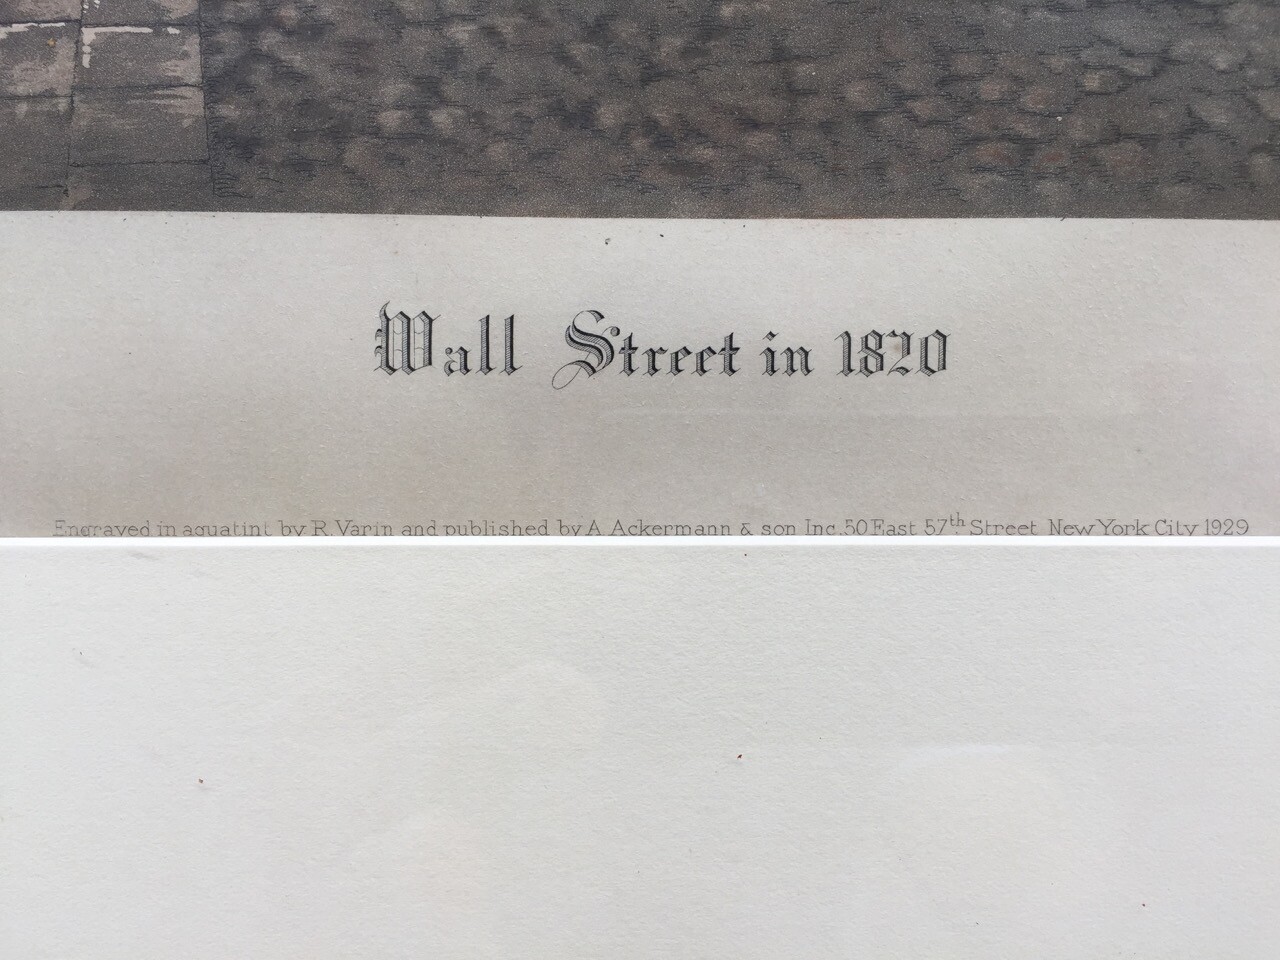 Wall Street in 1820
Engraved in aquatint by R. Varin and published by A. Ackermann & son Inc. 50 East 57th Street New York City 1929